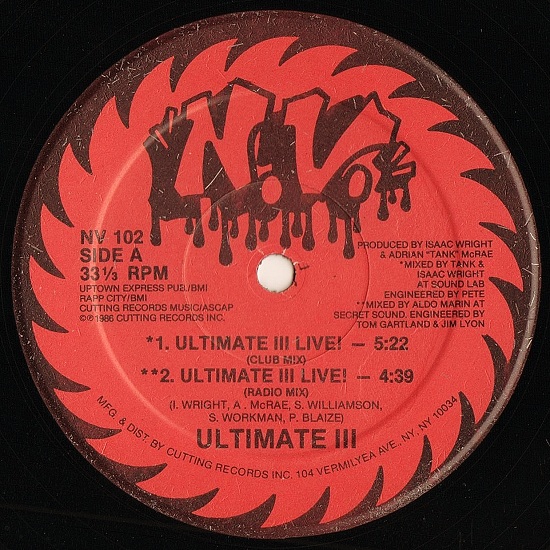 N.V.
NV 102
SIDE A
33⅓ RPM
UPTOWN EXPRESS PUB/BMI
RAPP CITY/BMI
CUTTING RECORDS MUSIC/ASCAP
©℗1986 CUTTING RECORDS INC.
PRODUCED BY ISAAC WRIGHT
& ADRIAN "TANK" McRAE
*MIXED BY TANK &
ISAAC WRIGHT
AT SOUND LAB
ENGINEERED BY PETE
**MIXED BY ALDO MARIN AT
SECRET SOUND. ENGINEERED BY
TOM GARTLAND & JIM LYON
*1. ULTIMATE III LIVE! — 5:22
(CLUB MIX)
**2. ULTIMATE III LIVE! — 4:39
(RADIO MIX)
(I. WRIGHT, A. McRAE, S. WILLIAMSON,
S. WORKMAN, P. BLAIZE)
ULTIMATE III
MFG. & DIST. BY CUTTING RECORDS INC. 104 VERMILYEA AVE. NY, NY 10034